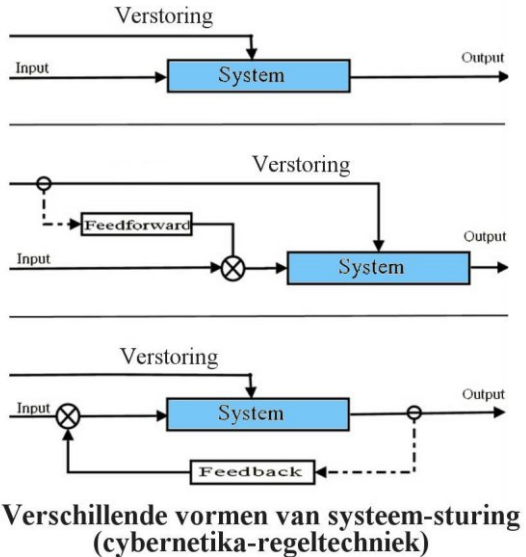 Verstoring
Input
System
Output
Verstoring
Feedforward
Input
System
Output
Verstoring
Input
System
Output
Feedback
Verschillende vormen van systeem-sturing
(cybernetika-regeltechniek)